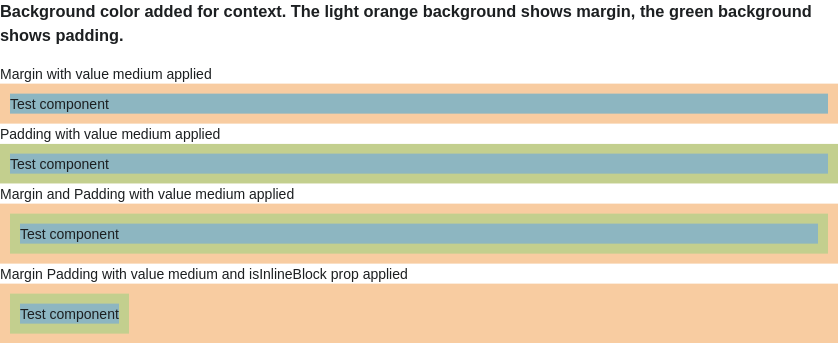 Background color added for context. The light orange background shows margin, the green background
shows padding.
Margin with value medium applied
Test component
Padding with value medium applied
Test component
Margin and Padding with value medium applied
Test component
Margin Padding with value medium and isInlineBlock prop applied
Test component